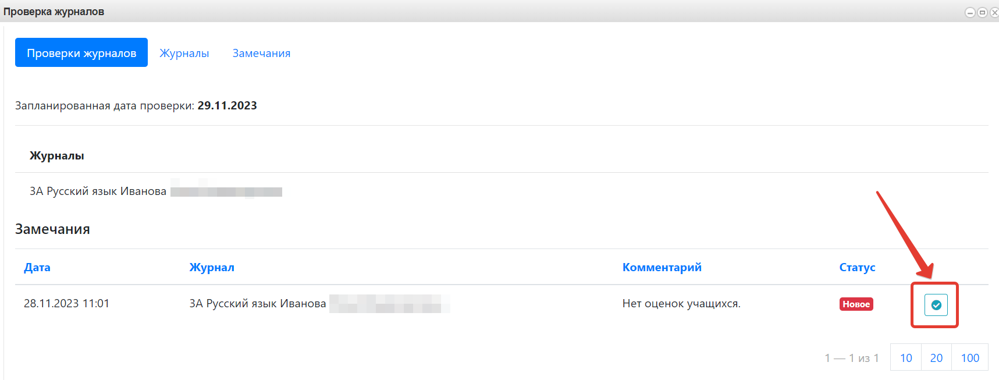 Проверка журналов
Проверки журналов Журналы Замечания
Запланированная дата проверки: 29.11.2023
Журналы
3А Русский язык Иванова
Замечания
Дата Журнал Комментарий Статус
28.11.2023 11:01 3А Русский язык Иванова Нет оценок учащихся. Новое
1 — 1 из 1 10 20 100